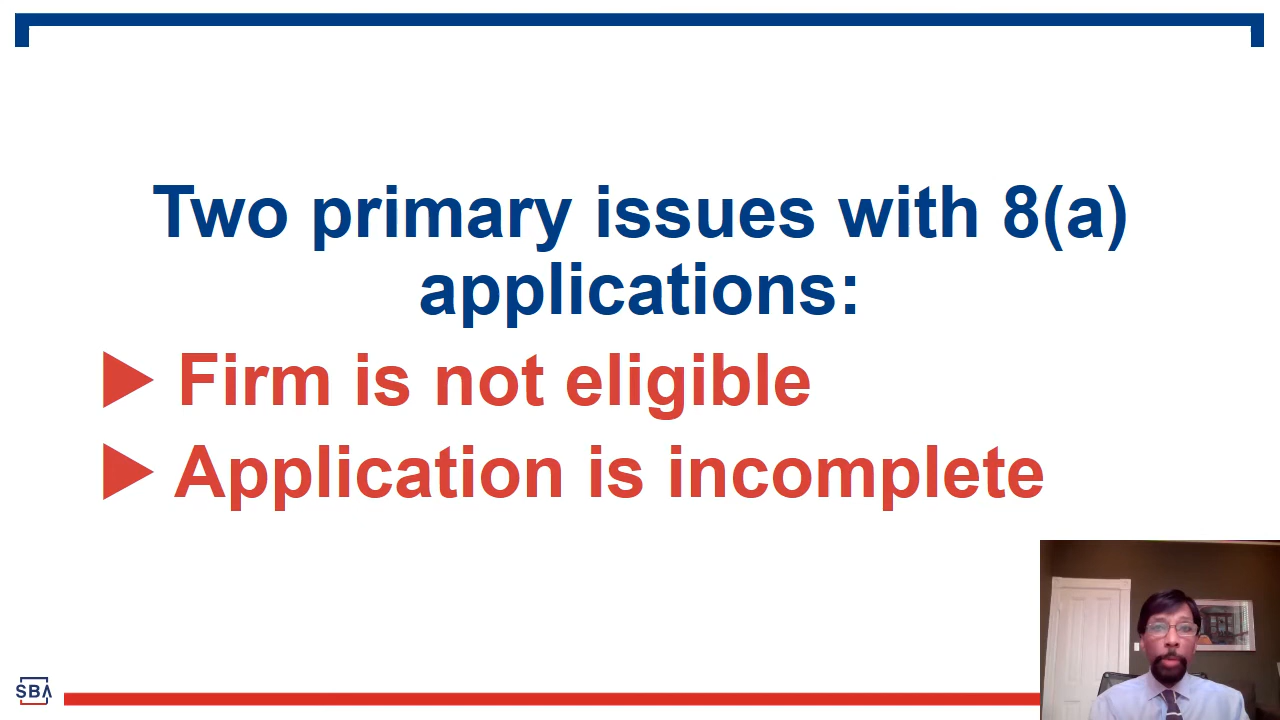 Two primary issues with 8(a)
applications:
Firm is not eligible
Application is incomplete
SBA